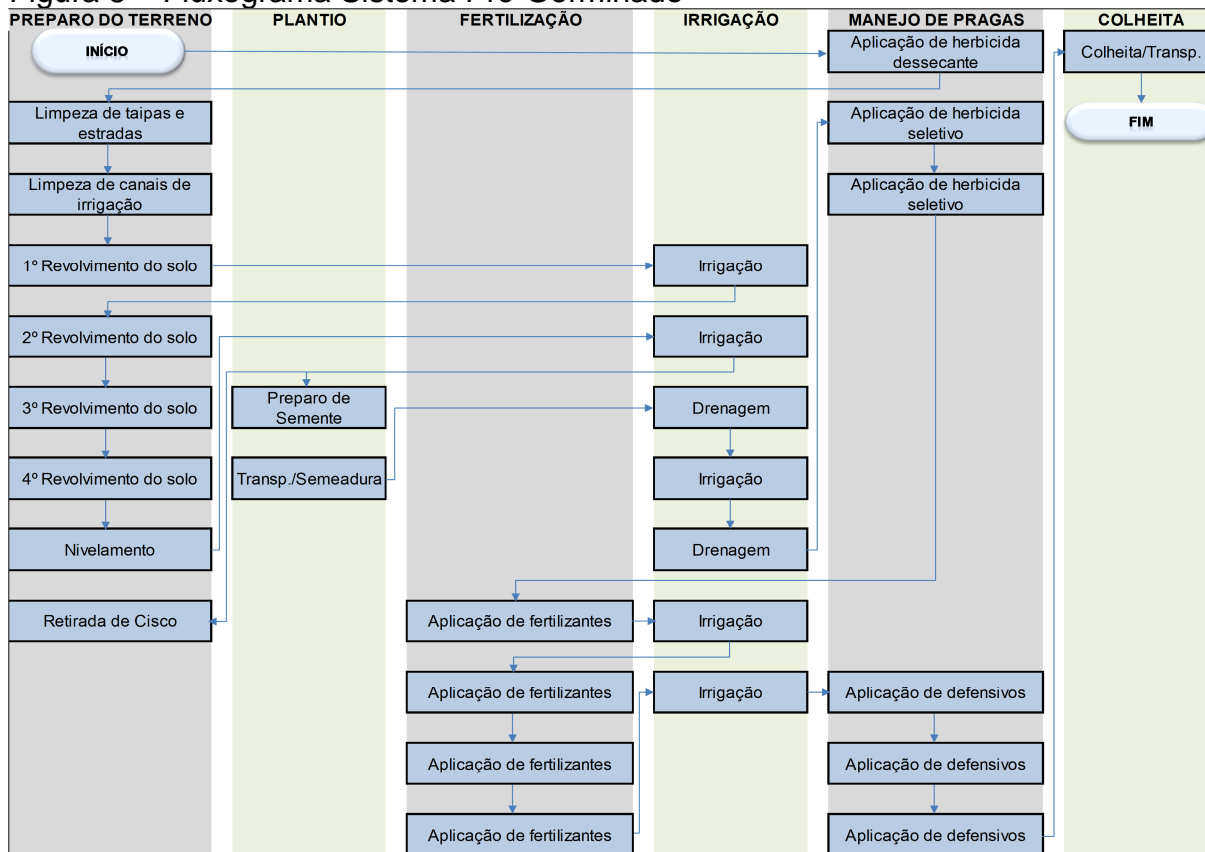 PREPARO DO TERRENO
PLANTIO
FERTILIZAÇÃO
IRRIGAÇÃO
MANEJO DE PRAGAS
COLHEITA
INÍCIO
Aplicação de herbicida
dessecante
Colheita/Transp.
Limpeza de taipas e
estradas
Aplicação de herbicida
seletivo
FIM
Limpeza de canais de
irrigação
Aplicação de herbicida
seletivo
1º Revolvimento do solo
Irrigação
2º Revolvimento do solo
Irrigação
3º Revolvimento do solo
Preparo de
Semente
Drenagem
4º Revolvimento do solo
Transp./Semeadura
Irrigação
Nivelamento
Drenagem
Retirada de Cisco
Aplicação de fertilizantes
Irrigação
Aplicação de fertilizantes
Irrigação
Aplicação de defensivos
Aplicação de fertilizantes
Aplicação de defensivos
Aplicação de fertilizantes
Aplicação de defensivos